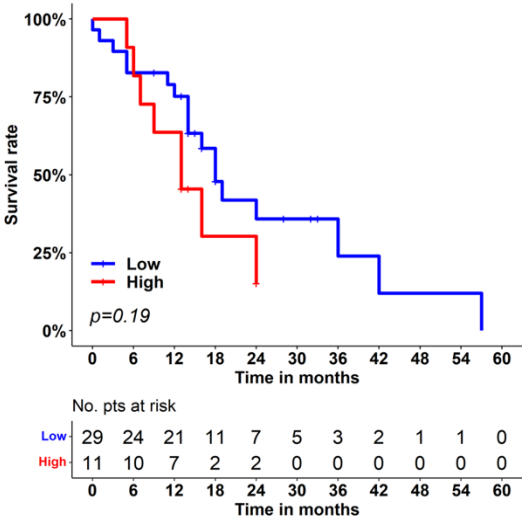 100%
75%
50%
25%
0%
Survival rate
Low
High
p=0.19
0 6 12 18 24 30 36 42 48 54 60
Time in months
No. pts at risk
Low 29 24 21 11 7 5 3 2 1 1 0
High 11 10 7 2 2 0 0 0 0 0 0
0 6 12 18 24 30 36 42 48 54 60
Time in months